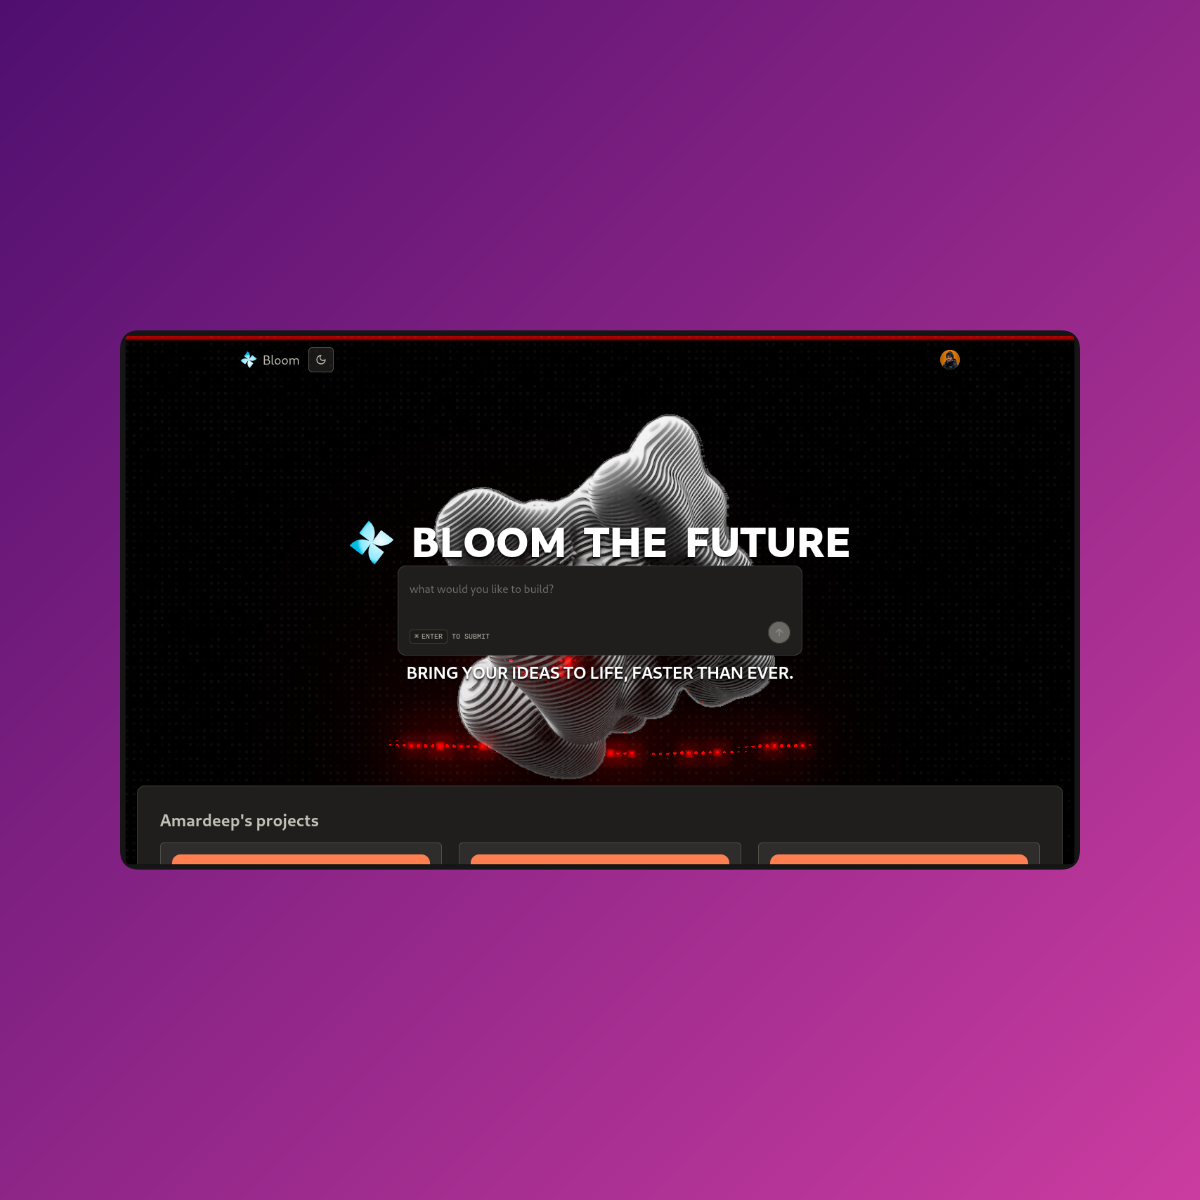 Bloom
BLOOM THE FUTURE
what would you like to build?
⌘ ENTER TO SUBMIT
BRING YOUR IDEAS TO LIFE, FASTER THAN EVER.
Amardeep's projects